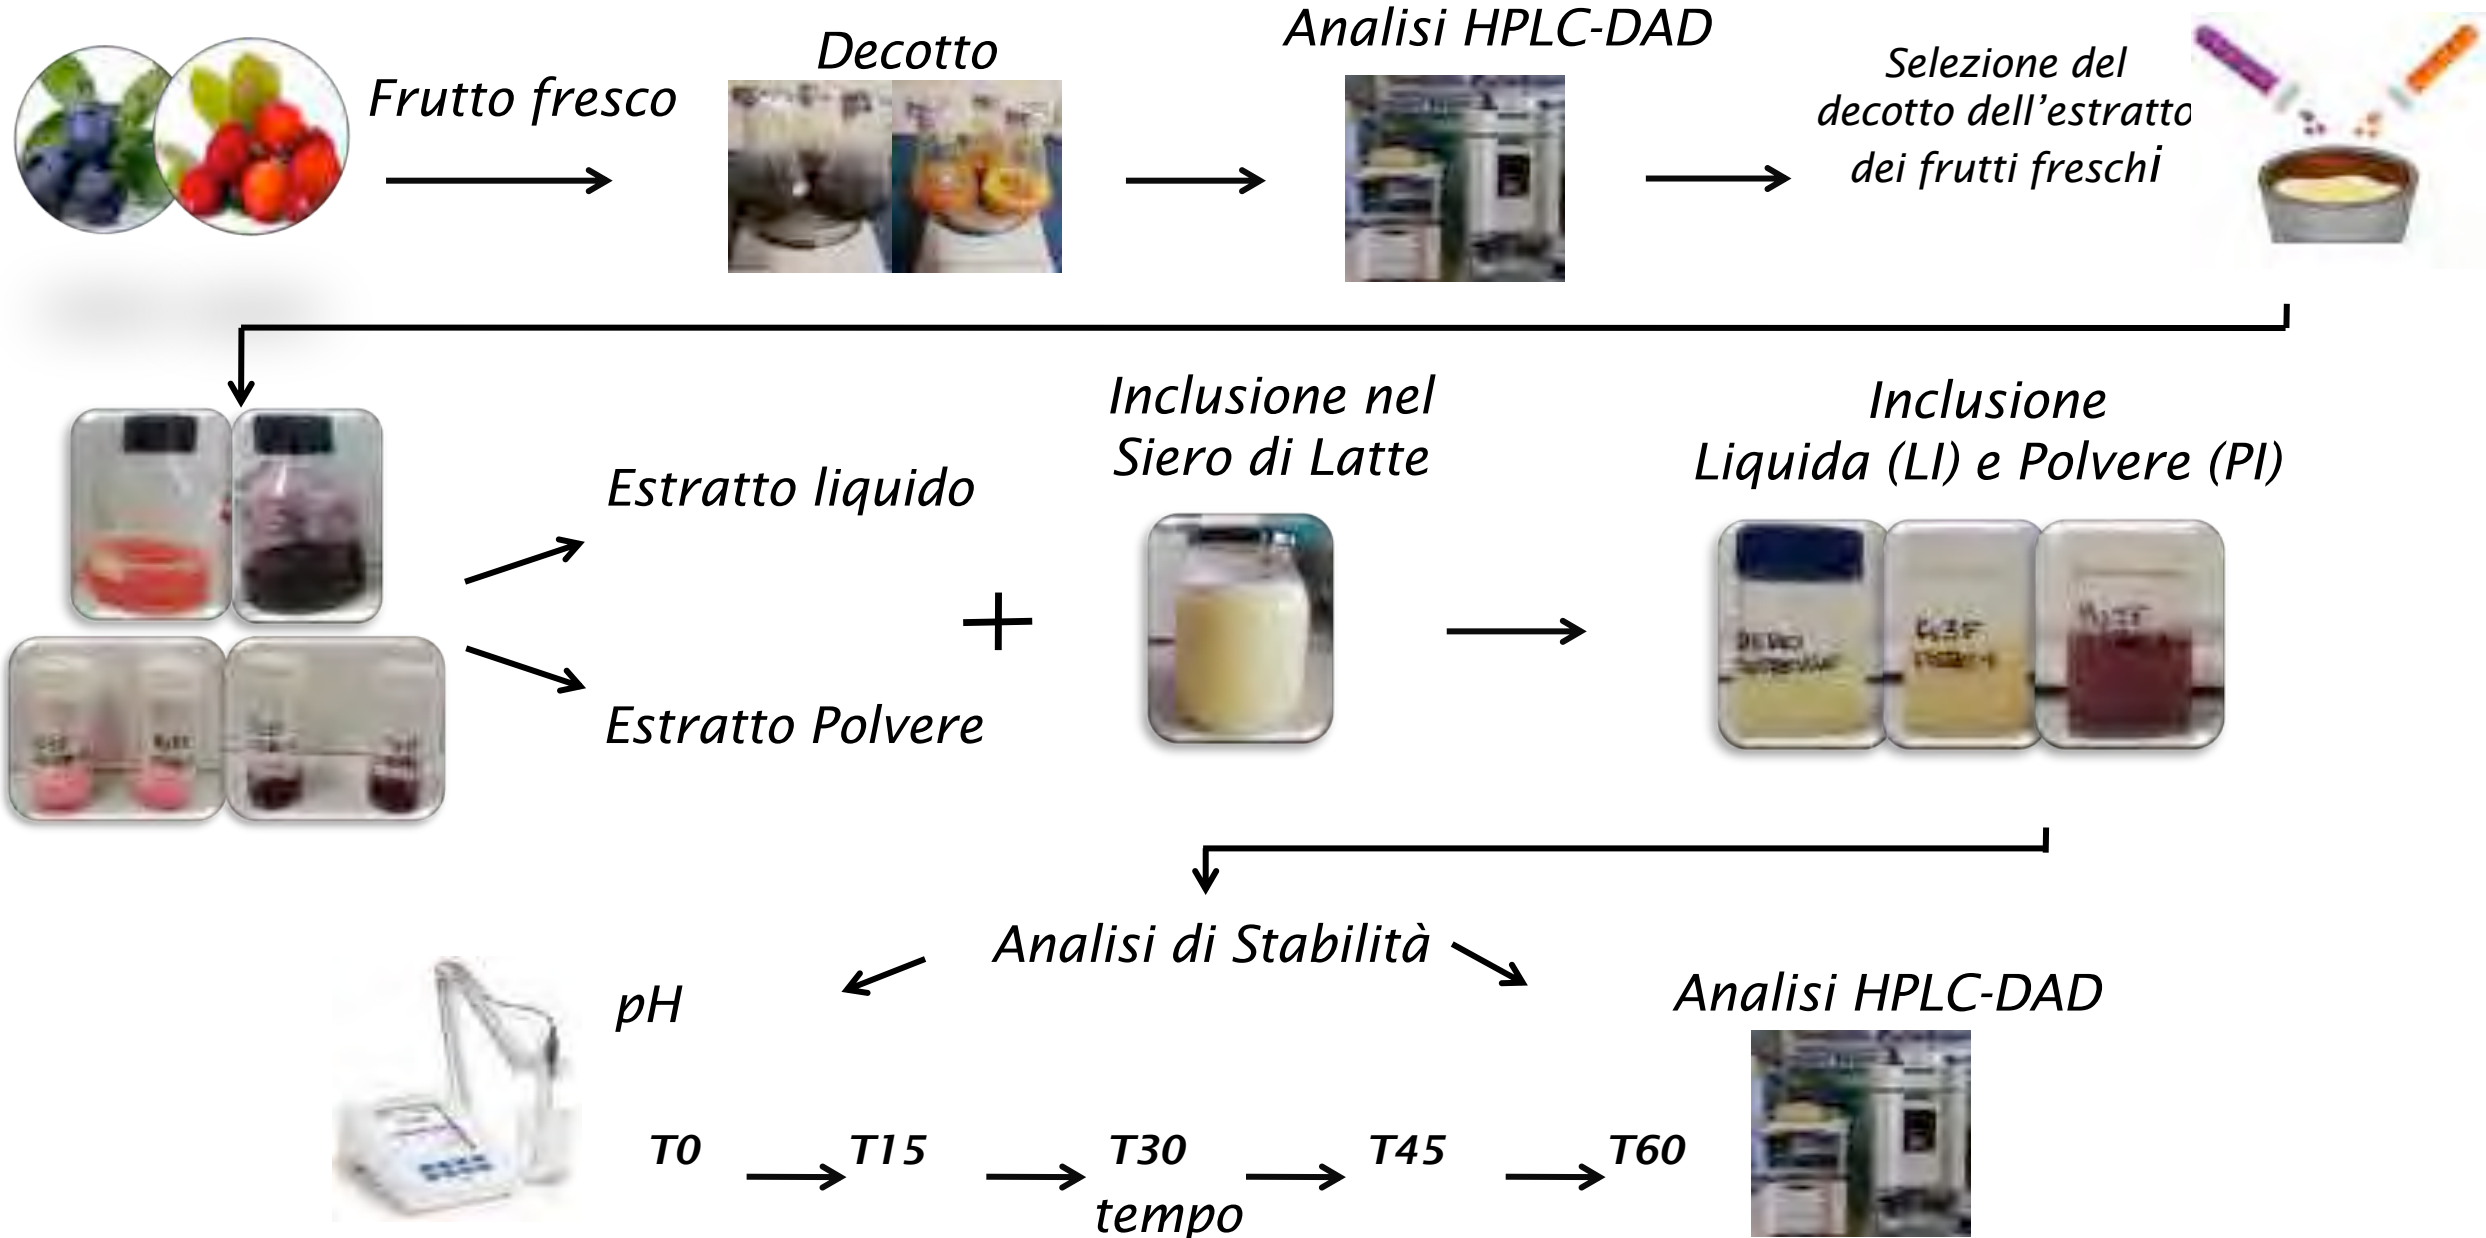 Frutto fresco
Decotto
Analisi HPLC-DAD
Selezione del
decotto dell'estratto
dei frutti freschi
Estratto liquido
Estratto Polvere
Inclusione nel
Siero di Latte
+
Inclusione
Liquida (LI) e Polvere (PI)
Analisi di Stabilità
pH
Analisi HPLC-DAD
T0
T15
T30
T45
T60
tempo